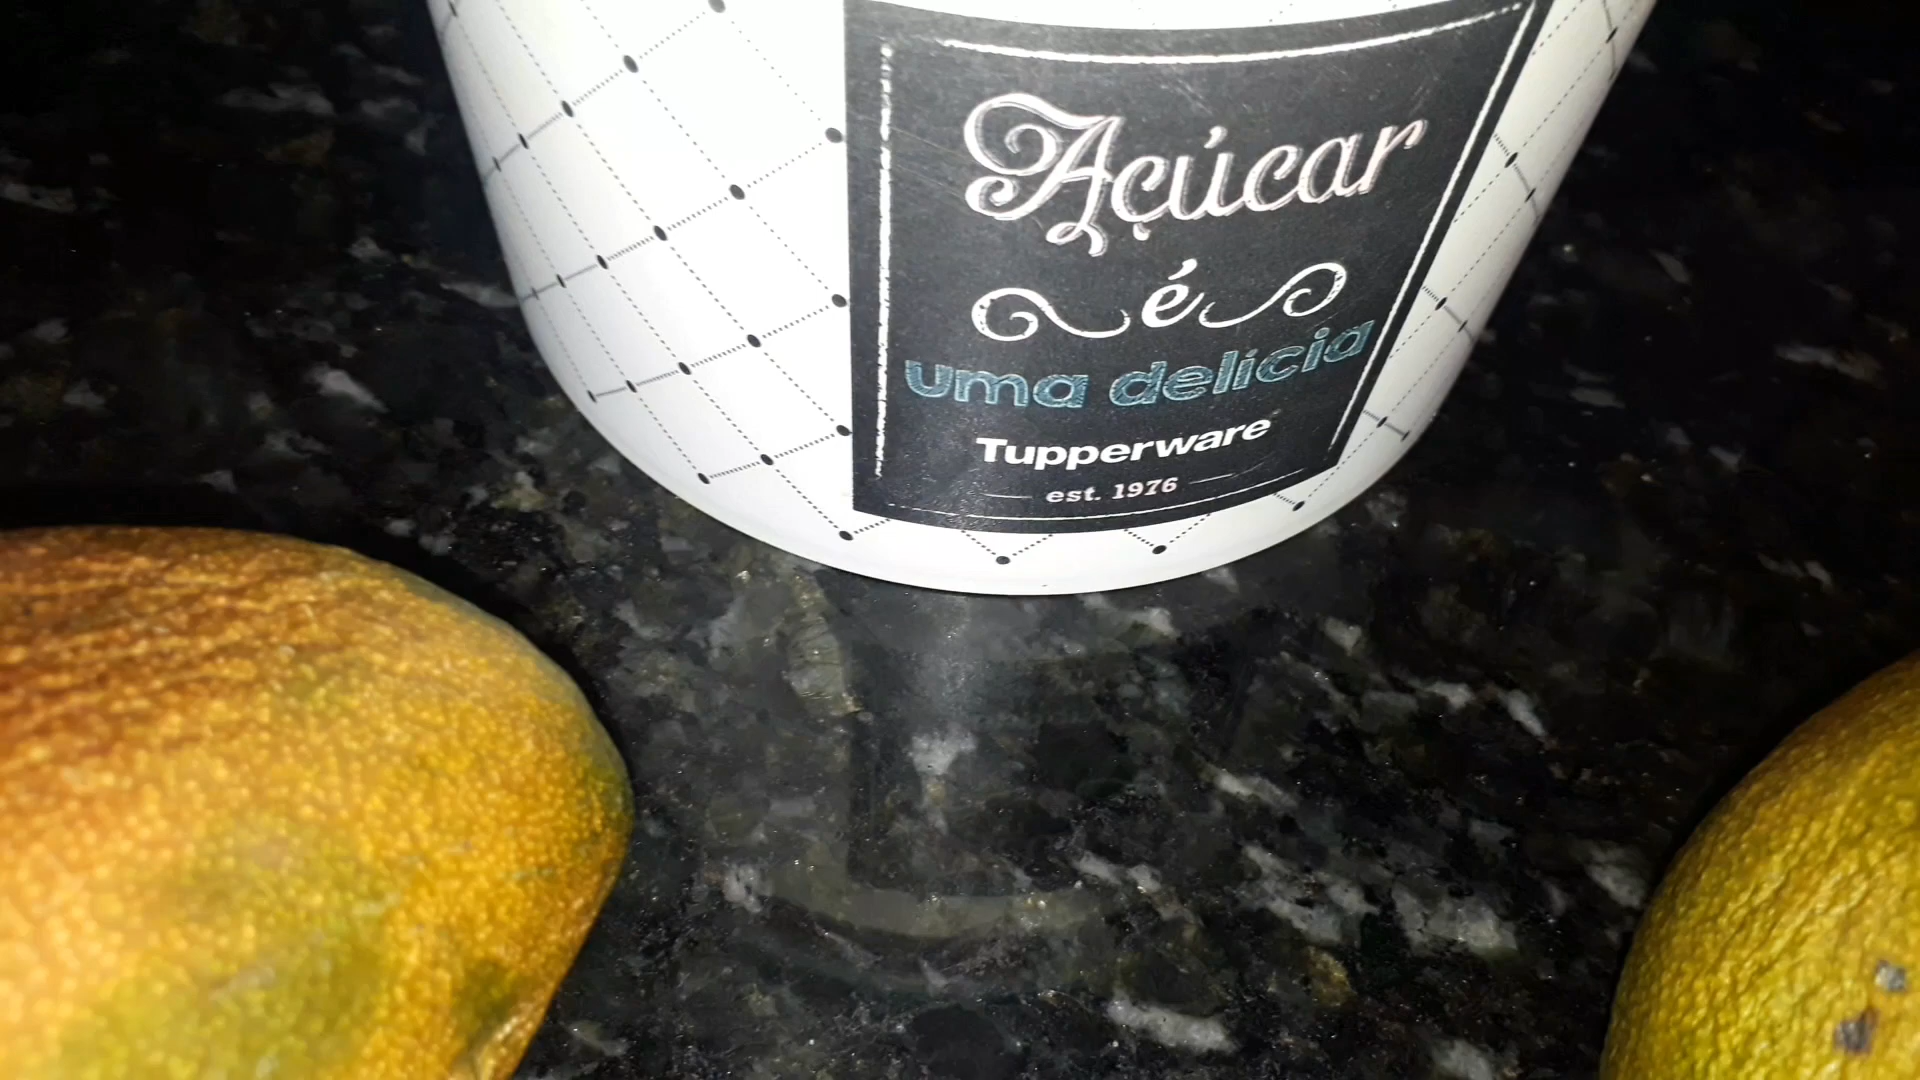 Açúcar
é
uma delicia
Tupperware
est. 1976